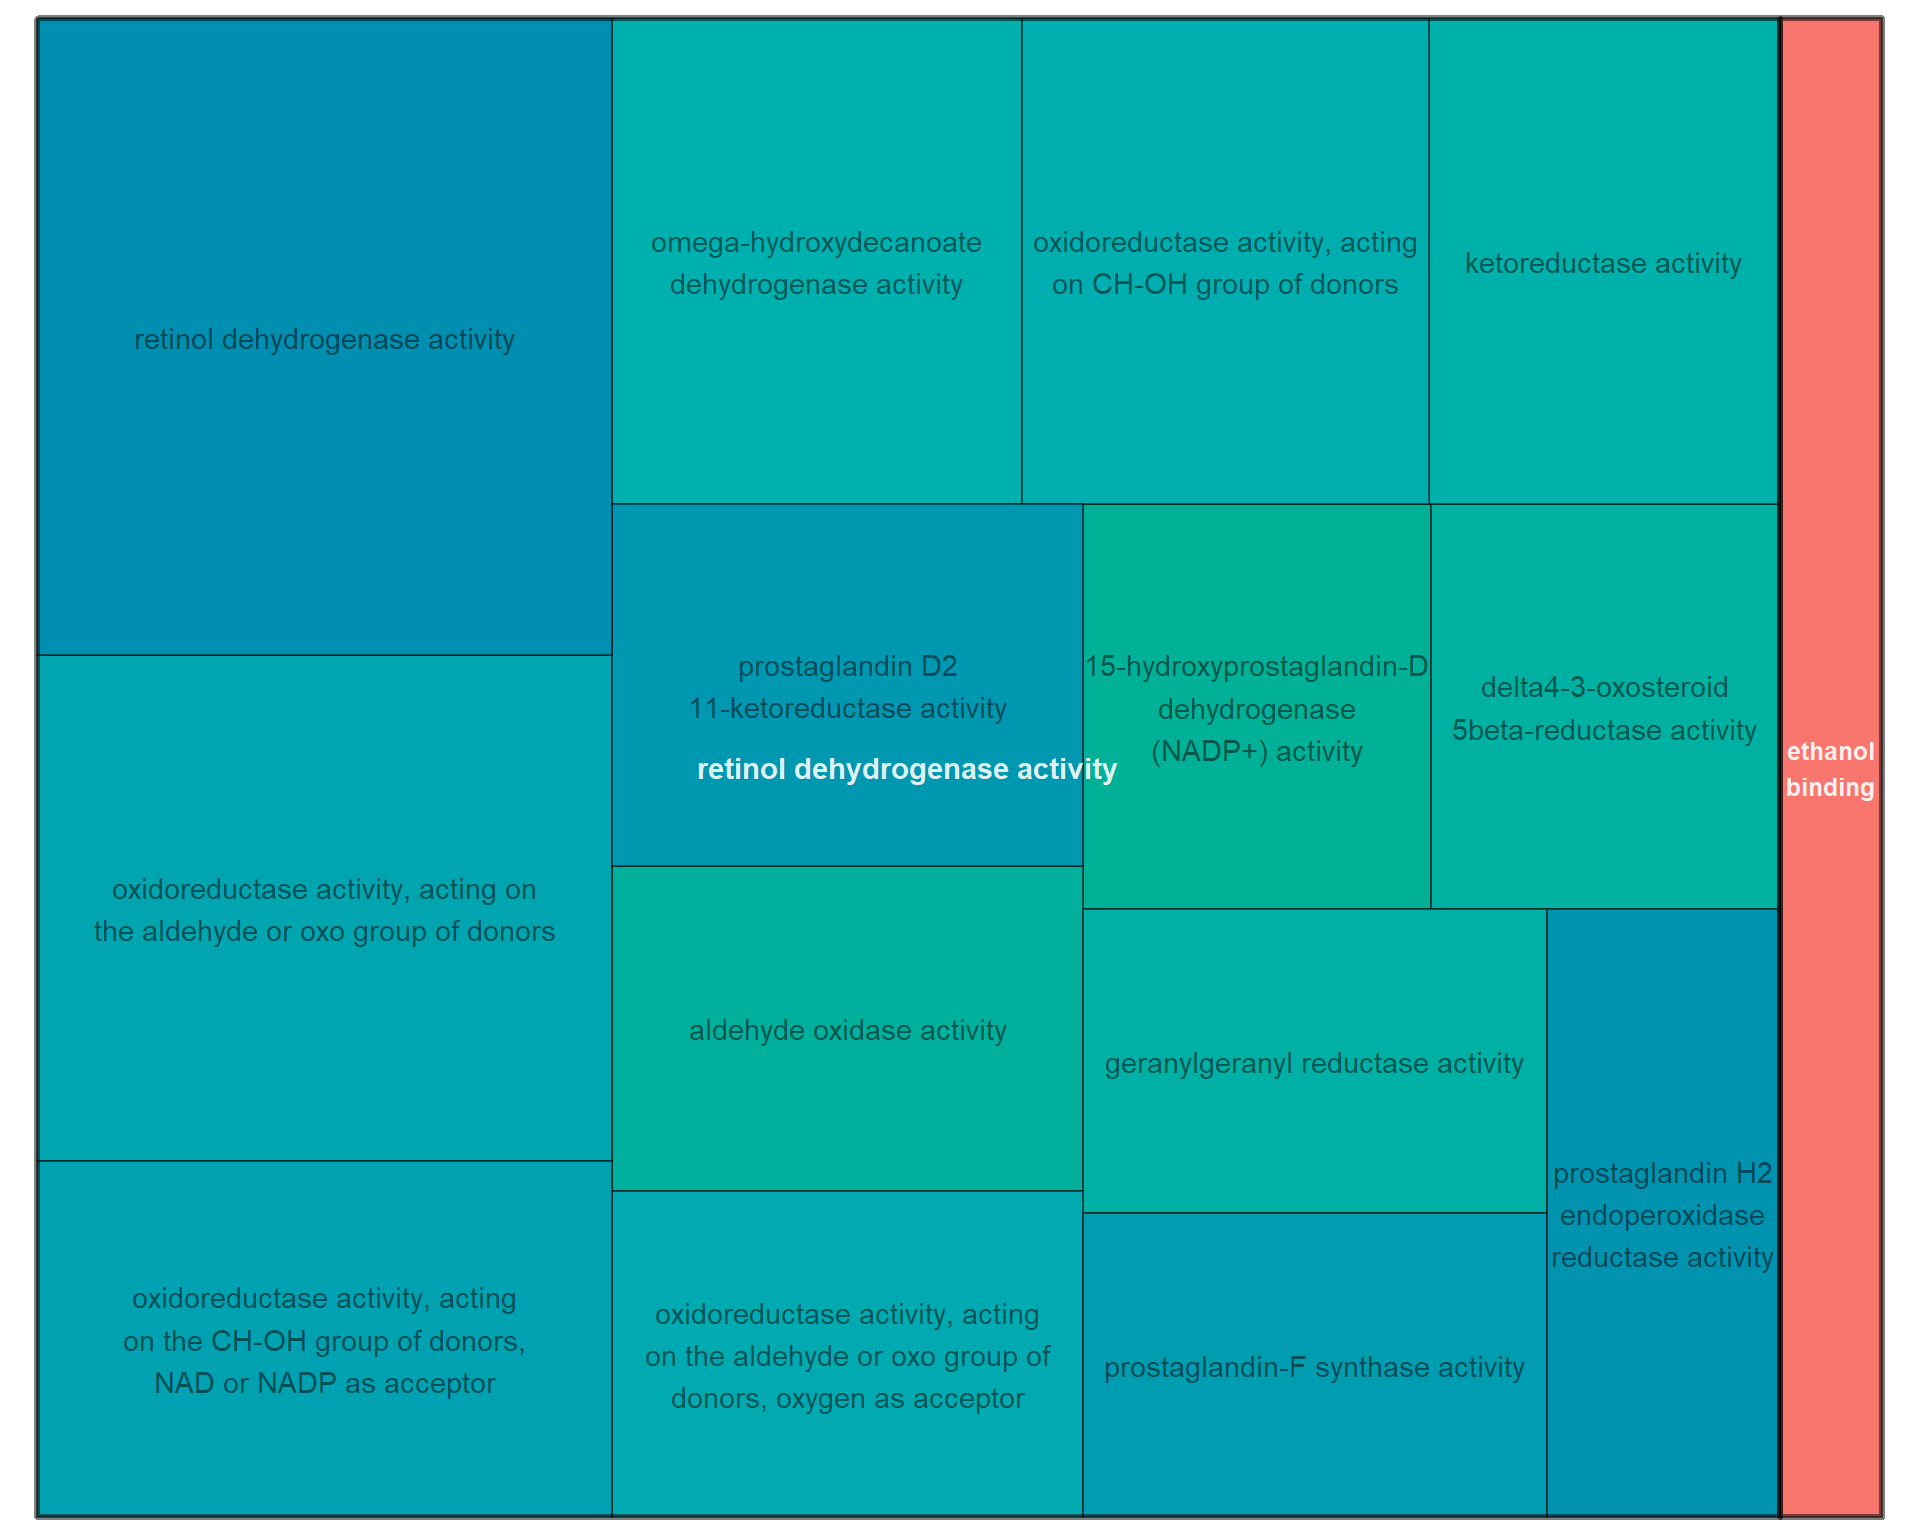 retinol dehydrogenase activity
omega-hydroxydecanoate
dehydrogenase activity
oxidoreductase activity, acting
on CH-OH group of donors
ketoreductase activity
prostaglandin D2
11-ketoreductase activity
15-hydroxyprostaglandin-D
dehydrogenase
(NADP+) activity
delta4-3-oxosteroid
5beta-reductase activity
retinol dehydrogenase activity
ethanol
binding
oxidoreductase activity, acting on
the aldehyde or oxo group of donors
aldehyde oxidase activity
geranylgeranyl reductase activity
prostaglandin H2
endoperoxidase
reductase activity
oxidoreductase activity, acting
on the CH-OH group of donors,
NAD or NADP as acceptor
oxidoreductase activity, acting
on the aldehyde or oxo group of
donors, oxygen as acceptor
prostaglandin-F synthase activity